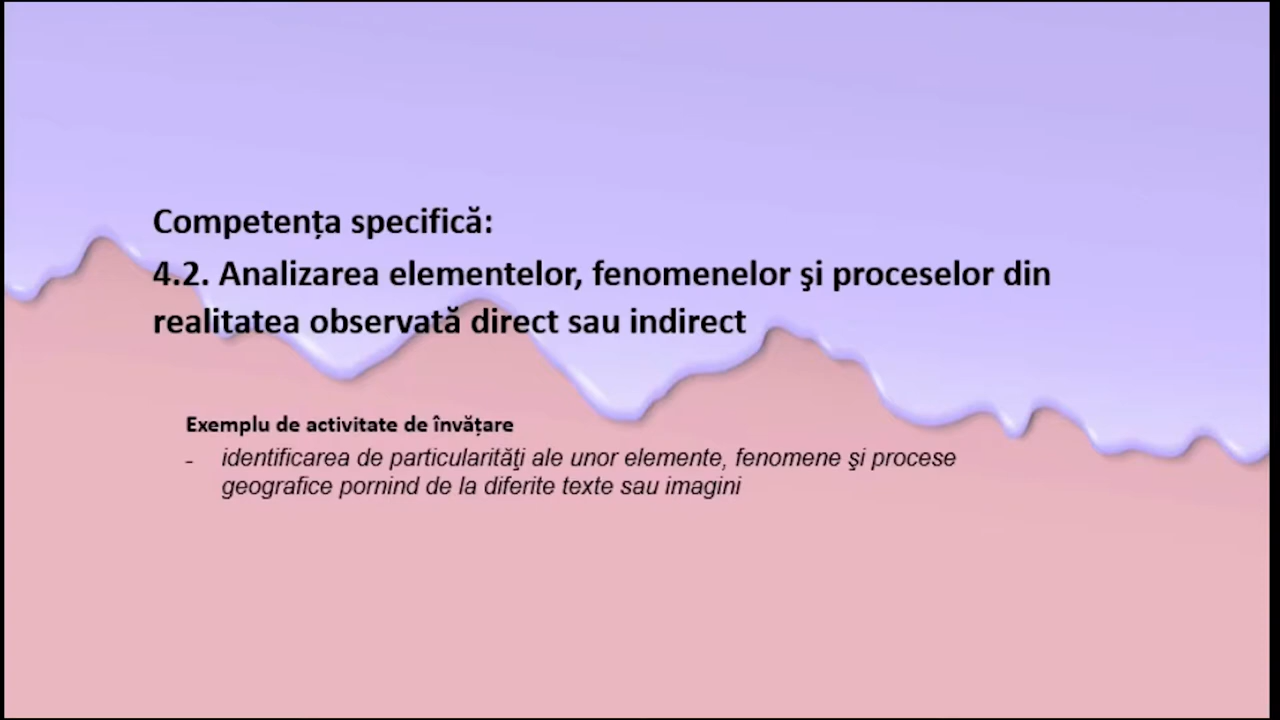 Competența specifică:
4.2. Analizarea elementelor, fenomenelor şi proceselor din
realitatea observată direct sau indirect
Exemplu de activitate de învățare
- identificarea de particularităţi ale unor elemente, fenomene şi procese
geografice pornind de la diferite texte sau imagini